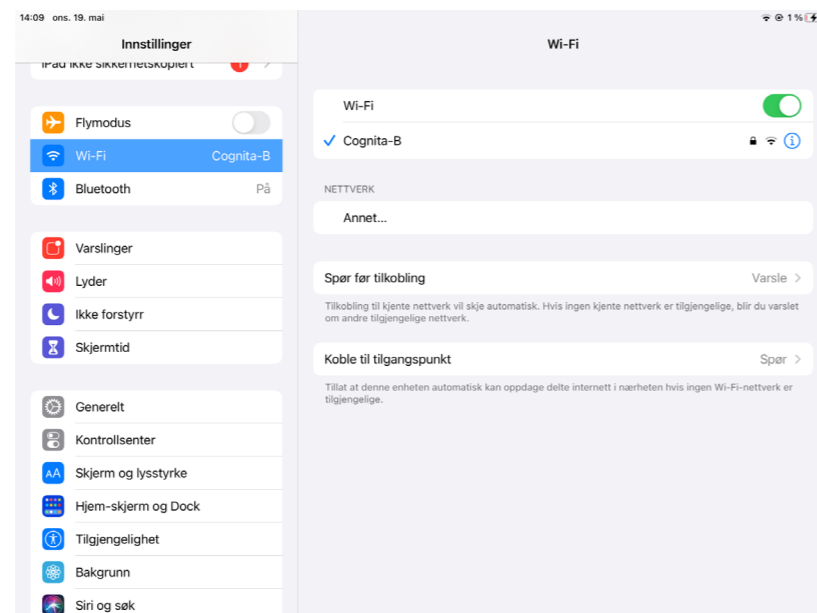 14:09 ons. 19. mai
1 %
Innstillinger
Wi-Fi
iPad ikke sikkerhetskopiert
Flymodus
Wi-Fi Cognita-B
Bluetooth På
Varslinger
Lyder
Ikke forstyrr
Skjermtid
Generelt
Kontrollsenter
AA Skjerm og lysstyrke
Hjem-skjerm og Dock
Tilgjengelighet
Bakgrunn
Siri og søk
Wi-Fi
Cognita-B
NETTVERK
Annet...
Spør før tilkobling Varsle
Tilkobling til kjente nettverk vil skje automatisk. Hvis ingen kjente nettverk er tilgjengelige, blir du varslet
om andre tilgjengelige nettverk.
Koble til tilgangspunkt Spør
Tillat at denne enheten automatisk kan oppdage delte internett i nærheten hvis ingen Wi-Fi-nettverk er
tilgjengelige.